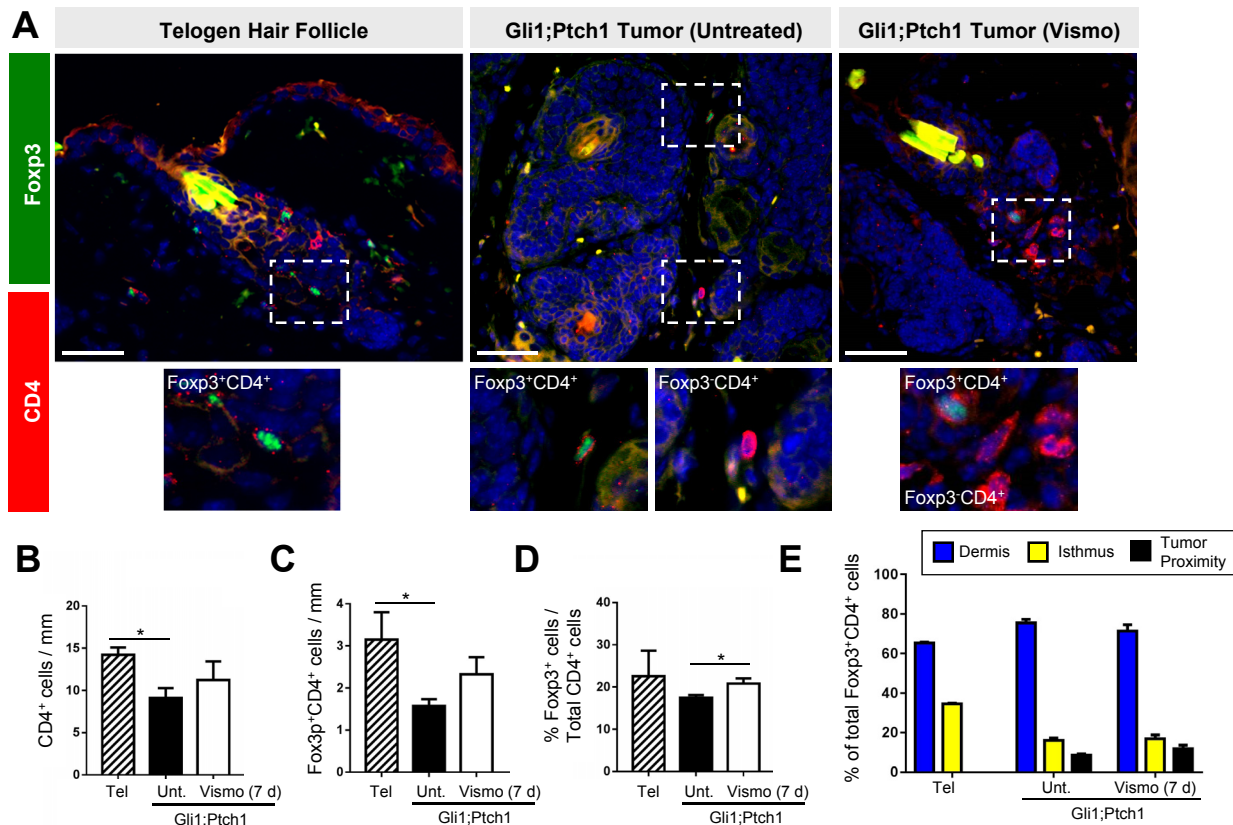 A
Telogen Hair Follicle
Gli1;Ptch1 Tumor (Untreated)
Gli1;Ptch1 Tumor (Vismo)
Foxp3
CD4
Foxp3⁺CD4⁺
Foxp3⁺CD4⁺
Foxp3⁻CD4⁺
Foxp3⁺CD4⁺
Foxp3⁻CD4⁺
B
CD4⁺ cells / mm
20
15
10
5
0
*
Tel
Unt.
Vismo (7 d)
Gli1;Ptch1
C
Fox3p⁺CD4⁺ cells / mm
4
3
2
1
0
*
Tel
Unt.
Vismo (7 d)
Gli1;Ptch1
D
% Foxp3⁺ cells /
Total CD4⁺ cells
40
30
20
10
0
*
Tel
Unt.
Vismo (7 d)
Gli1;Ptch1
E
Dermis
Isthmus
Tumor
Proximity
% of total Foxp3⁺CD4⁺ cells
100
80
60
40
20
0
Tel
Unt.
Vismo (7 d)
Gli1;Ptch1